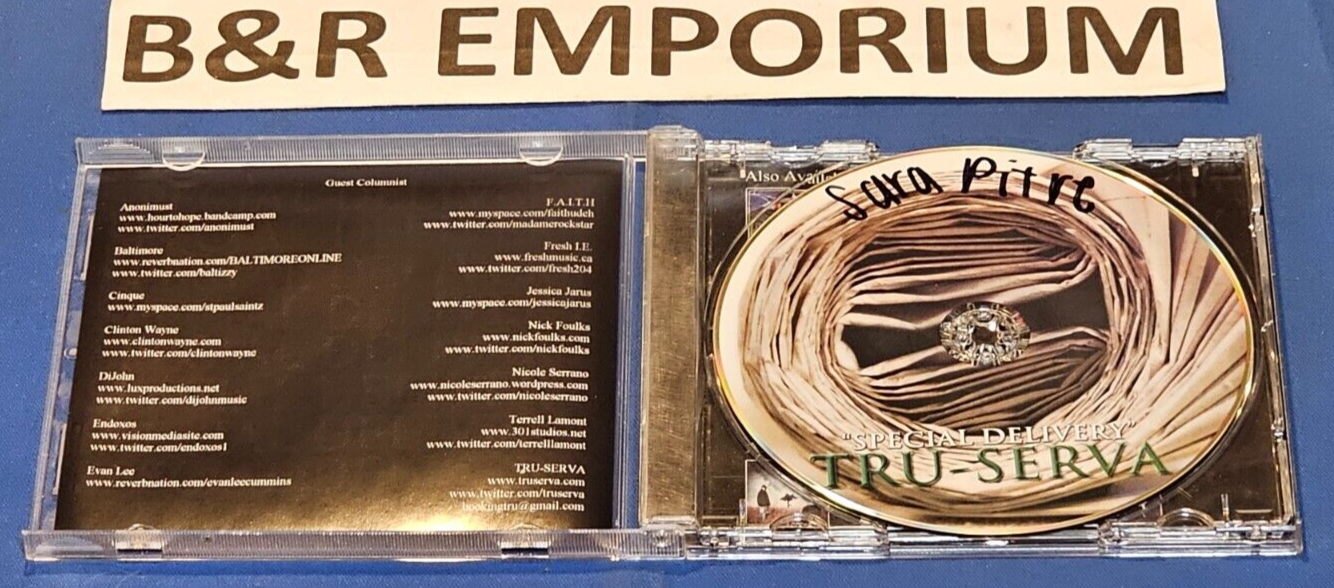 B&R EMPORIUM
Guest Columnist
Anonimust
www.hourtohope.bandcamp.com
www.twitter.com/anonimust
Baltimore
www.reverbnation.com/BALTIMOREONLINE
www.twitter.com/baltizzy
Cinque
www.myspace.com/stpaulsaintz
Clinton Wayne
www.clintonwayne.com
www.twitter.com/clintonwayne
DiJohn
www.luxproductions.net
www.twitter.com/dijohnmusic
Endoxos
www.visionmediasite.com
www.twitter.com/endoxos1
Evan Lee
www.reverbnation.com/evanleecummins
F.A.I.T.H
www.myspace.com/faithudeh
www.twitter.com/madamerockstar
Fresh I.E.
www.freshmusic.ca
www.twitter.com/fresh204
Jessica Jarus
www.myspace.com/jessicajarus
Nick Foulks
www.nickfoulks.com
www.twitter.com/nickfoulks
Nicole Serrano
www.nicoleserrano.wordpress.com
www.twitter.com/nicoleserrano
Terrell Lamont
www.301studios.net
www.twitter.com/terrelllamont
TRU-SERVA
www.truserva.com
www.twitter.com/truserva
bookingtru@gmail.com
Also
Sara Pitre
"SPECIAL DELIVERY"
TRU-SERVA